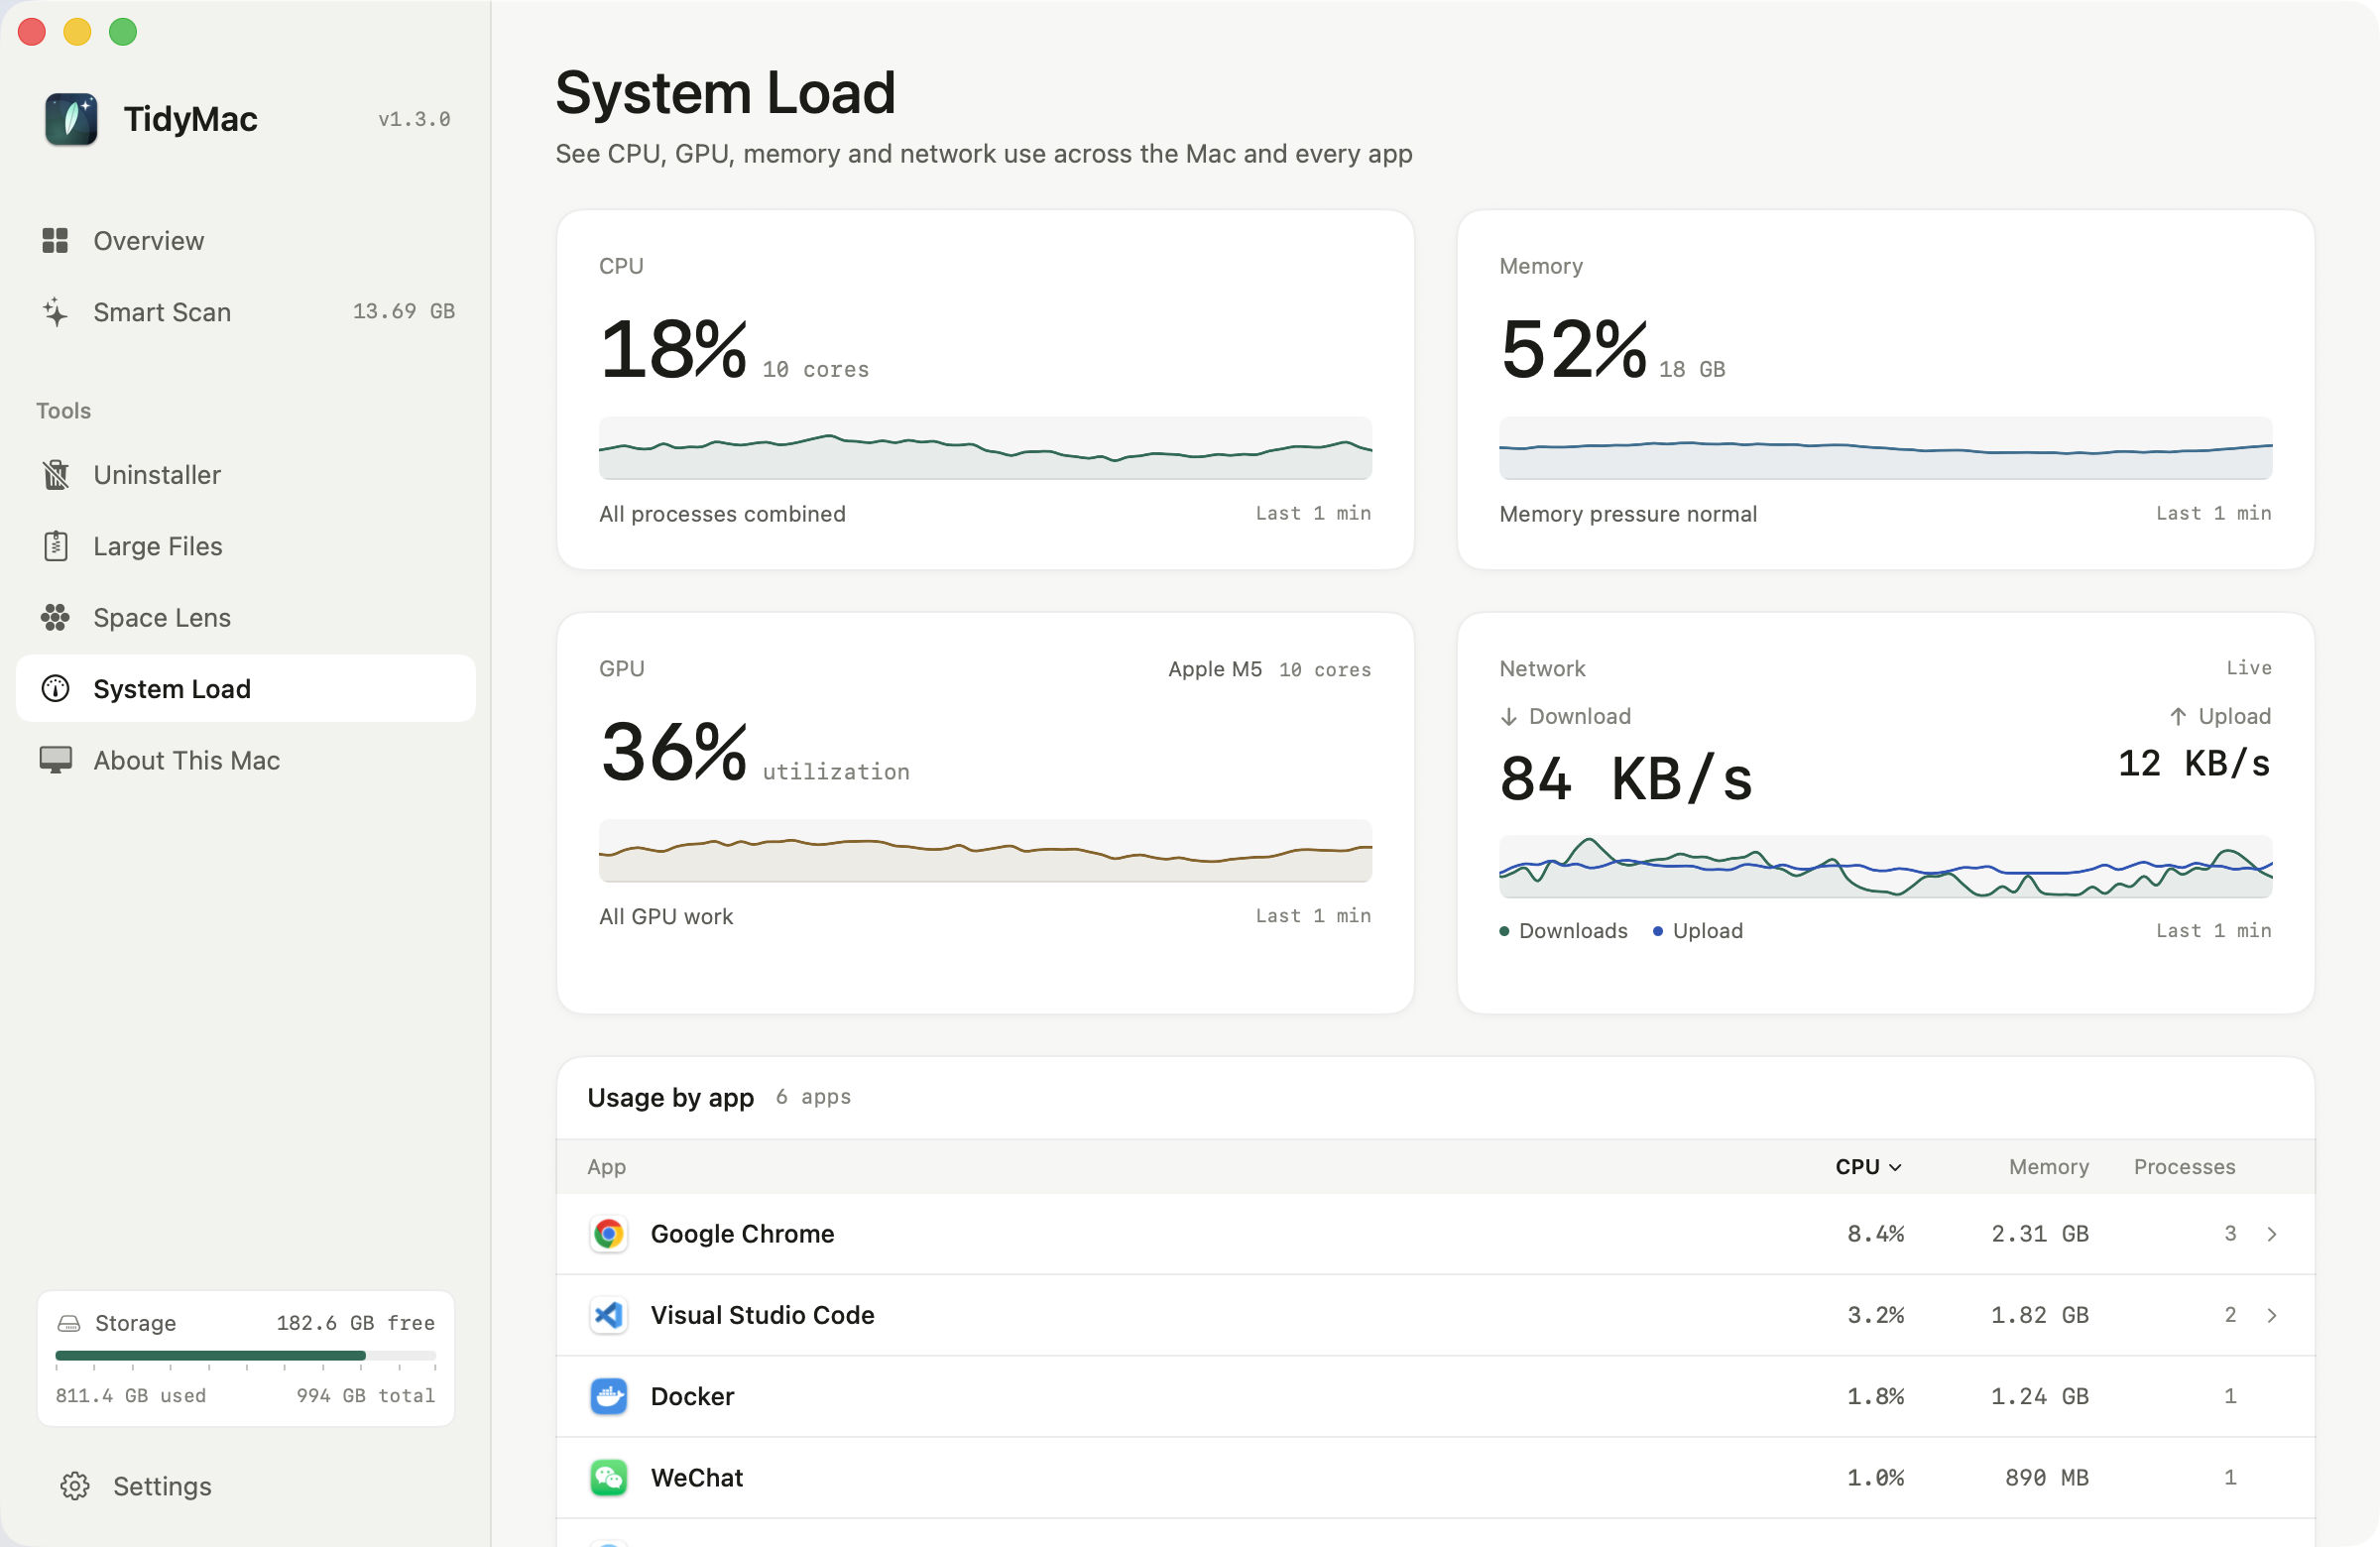 TidyMac v1.3.0
Overview
Smart Scan 13.69 GB
Tools
Uninstaller
Large Files
Space Lens
System Load
About This Mac
Storage 182.6 GB free
811.4 GB used 994 GB total
Settings
System Load
See CPU, GPU, memory and network use across the Mac and every app
CPU
18% 10 cores
All processes combined Last 1 min
Memory
52% 18 GB
Memory pressure normal Last 1 min
GPU Apple M5 10 cores
36% utilization
All GPU work Last 1 min
Network Live
Download Upload
84 KB/s 12 KB/s
Downloads Upload Last 1 min
Usage by app 6 apps
App CPU Memory Processes
Google Chrome 8.4% 2.31 GB 3
Visual Studio Code 3.2% 1.82 GB 2
Docker 1.8% 1.24 GB 1
WeChat 1.0% 890 MB 1